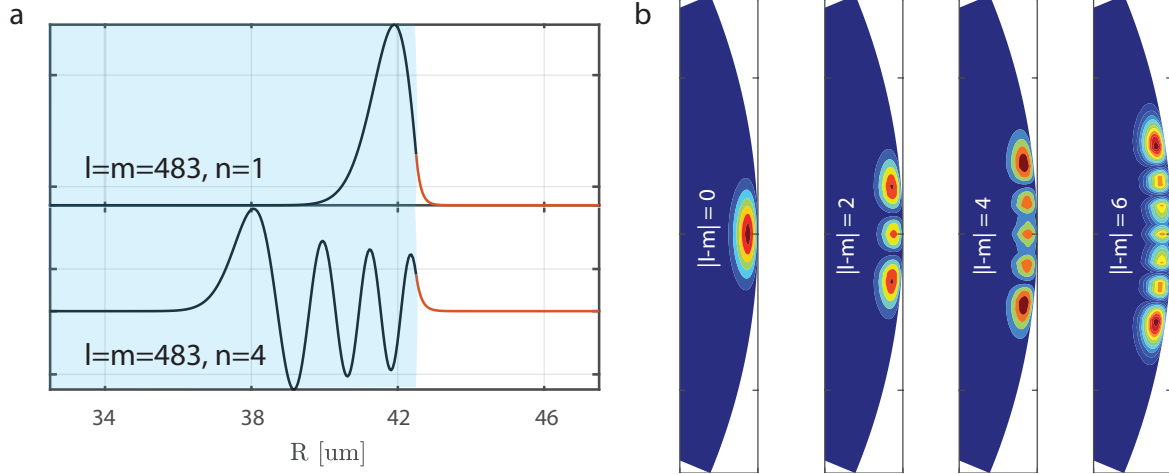 a
l=m=483, n=1
l=m=483, n=4
34 38 42 46
R [um]
b
|l-m| = 0
|l-m| = 2
|l-m| = 4
|l-m| = 6